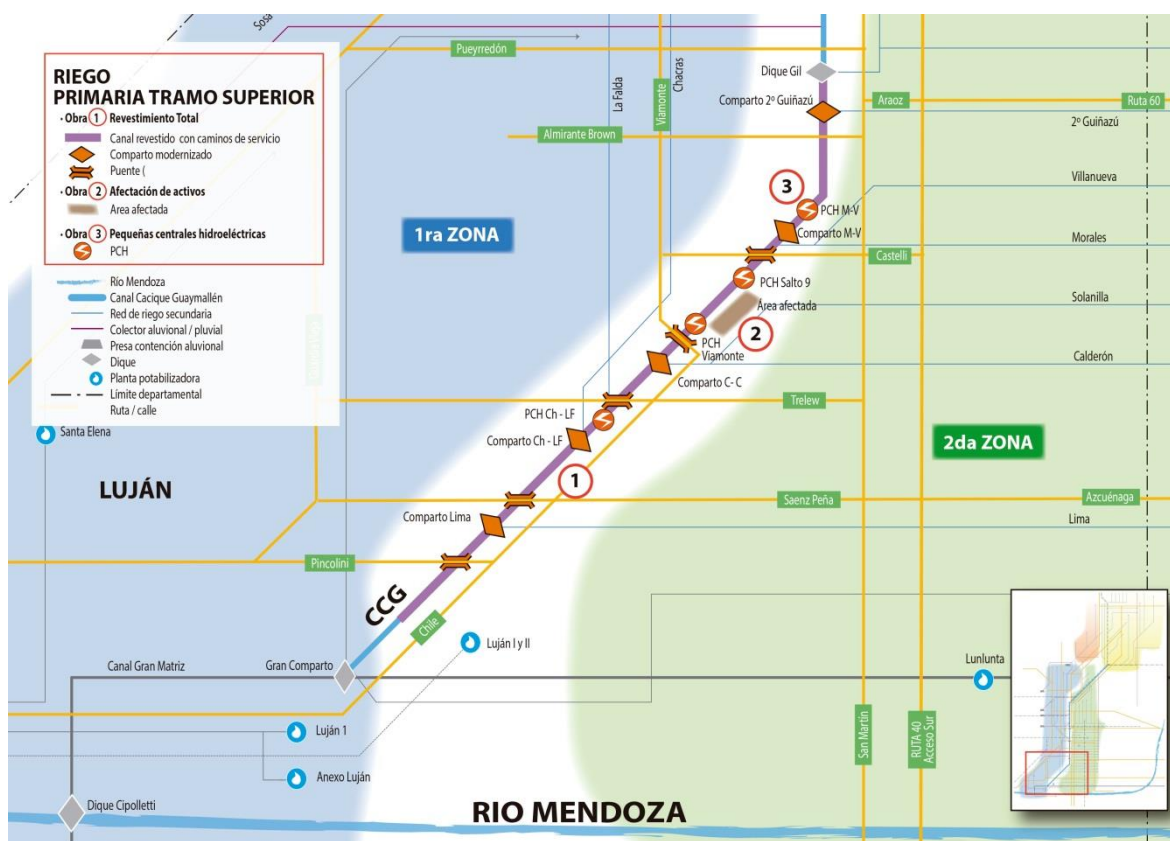 Sosa
Pueyrredón
RIEGO
PRIMARIA TRAMO SUPERIOR
· Obra 1 Revestimiento Total
Canal revestido con caminos de servicio
Comparto modernizado
Puente (
· Obra 2 Afectación de activos
Area afectada
· Obra 3 Pequeñas centrales hidroeléctricas
PCH
Río Mendoza
Canal Cacique Guaymallén
Red de riego secundaria
Colector aluvional / pluvial
Presa contención aluvional
Dique
Planta potabilizadora
Límite departamental
Ruta / calle
La Falda
Viamonte
Chacras
Dique Gil
Comparto 2º Guiñazú
Araoz
Ruta 60
2º Guiñazú
Almirante Brown
Villanueva
3
PCH M-V
1ra ZONA
Comparto M-V
Morales
Castelli
PCH Salto 9
Area afectada
Solanilla
2
PCH
Viamonte
Calderón
Comparto C- C
Trelew
PCH Ch - LF
Santa Elena
Comparto Ch - LF
2da ZONA
LUJÁN
1
Saenz Peña
Azcuénaga
Comparto Lima
Lima
Pincolini
CCG
Chile
Luján I y II
Canal Gran Matriz
Gran Comparto
Lunlunta
San Martín
RUTA 40
Acceso Sur
Luján 1
Anexo Luján
Dique Cipolletti
RIO MENDOZA